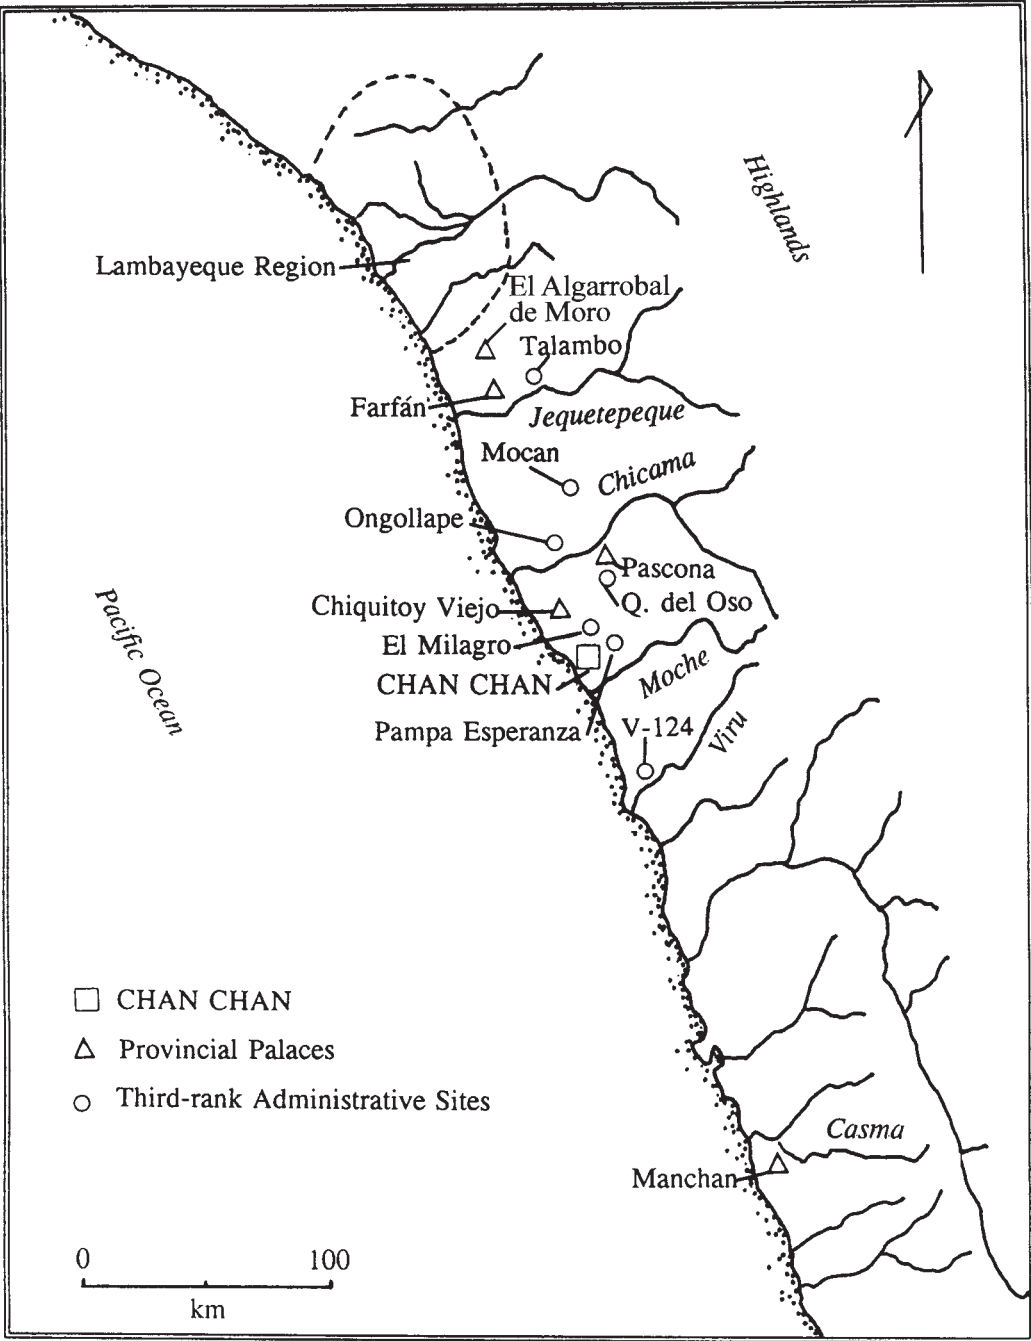 Highlands
Lambayeque Region
El Algarrobal
de Moro
Talambo
Farfán
Jequetepeque
Mocan
Chicama
Ongollape
Pascona
Q. del Oso
Chiquitoy Viejo
El Milagro
CHAN CHAN
Moche
Pampa Esperanza
V-124
Viru
Pacific Ocean
CHAN CHAN
Provincial Palaces
Third-rank Administrative Sites
Casma
Manchan
0 100
km